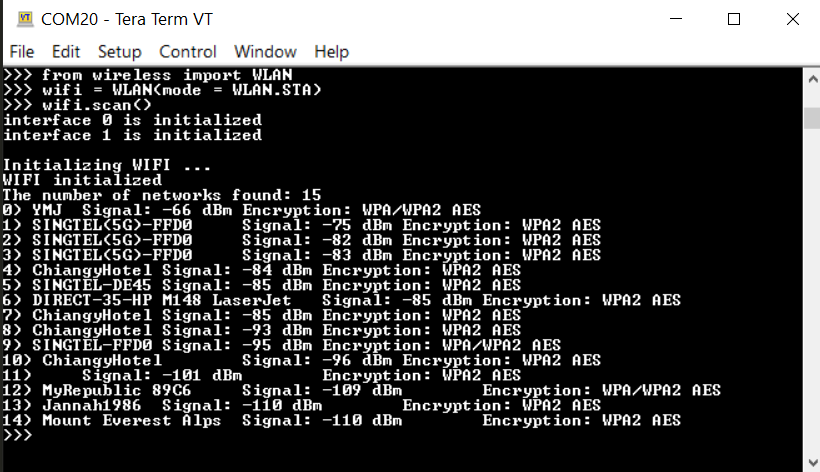 VT COM20 - Tera Term VT
File Edit Setup Control Window Help
>>> from wireless import WLAN
>>> wifi = WLAN(mode = WLAN.STA)
>>> wifi.scan()
interface 0 is initialized
interface 1 is initialized
Initializing WIFI ...
WIFI initialized
The number of networks found: 15
0) YMJ  Signal: -66 dBm Encryption: WPA/WPA2 AES
1) SINGTEL(5G)-FFD0     Signal: -75 dBm Encryption: WPA2 AES
2) SINGTEL(5G)-FFD0     Signal: -82 dBm Encryption: WPA2 AES
3) SINGTEL(5G)-FFD0     Signal: -83 dBm Encryption: WPA2 AES
4) ChiangyHotel Signal: -84 dBm Encryption: WPA2 AES
5) SINGTEL-DE45 Signal: -85 dBm Encryption: WPA2 AES
6) DIRECT-35-HP M148 LaserJet   Signal: -85 dBm Encryption: WPA2 AES
7) ChiangyHotel Signal: -85 dBm Encryption: WPA2 AES
8) ChiangyHotel Signal: -93 dBm Encryption: WPA2 AES
9) SINGTEL-FFD0 Signal: -95 dBm Encryption: WPA/WPA2 AES
10) ChiangyHotel        Signal: -96 dBm Encryption: WPA2 AES
11)     Signal: -101 dBm        Encryption: WPA2 AES
12) MyRepublic 89C6     Signal: -109 dBm        Encryption: WPA/WPA2 AES
13) Jannah1986  Signal: -110 dBm        Encryption: WPA2 AES
14) Mount Everest Alps  Signal: -110 dBm        Encryption: WPA2 AES
>>>